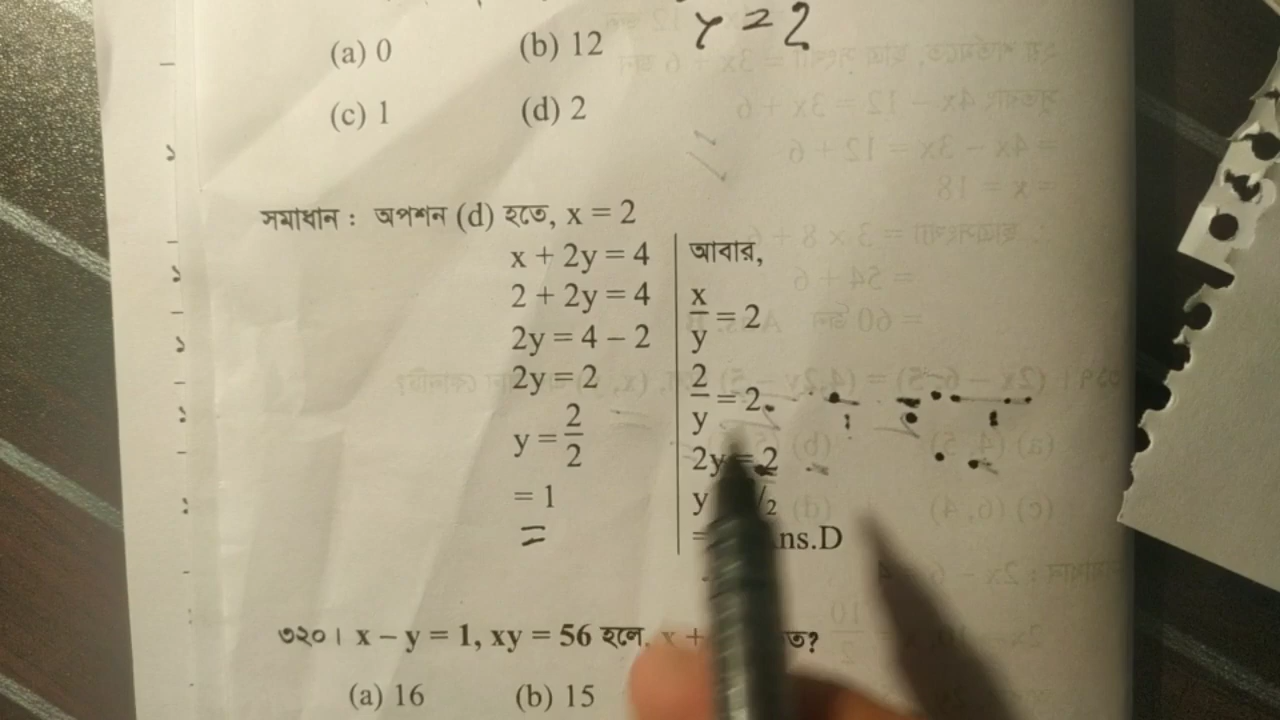 y = 2
(a) 0 (b) 12
(c) 1 (d) 2
সমাধান : অপশন (d) হতে, x = 2
x + 2y = 4
2 + 2y = 4
2y = 4 – 2
2y = 2
y = 2/2
= 1
আবার,
x/y = 2
2/y = 2
2y = 2
y /2
= ns.D
৩২০। x – y = 1, xy = 56 হলে, x + ত?
(a) 16 (b) 15